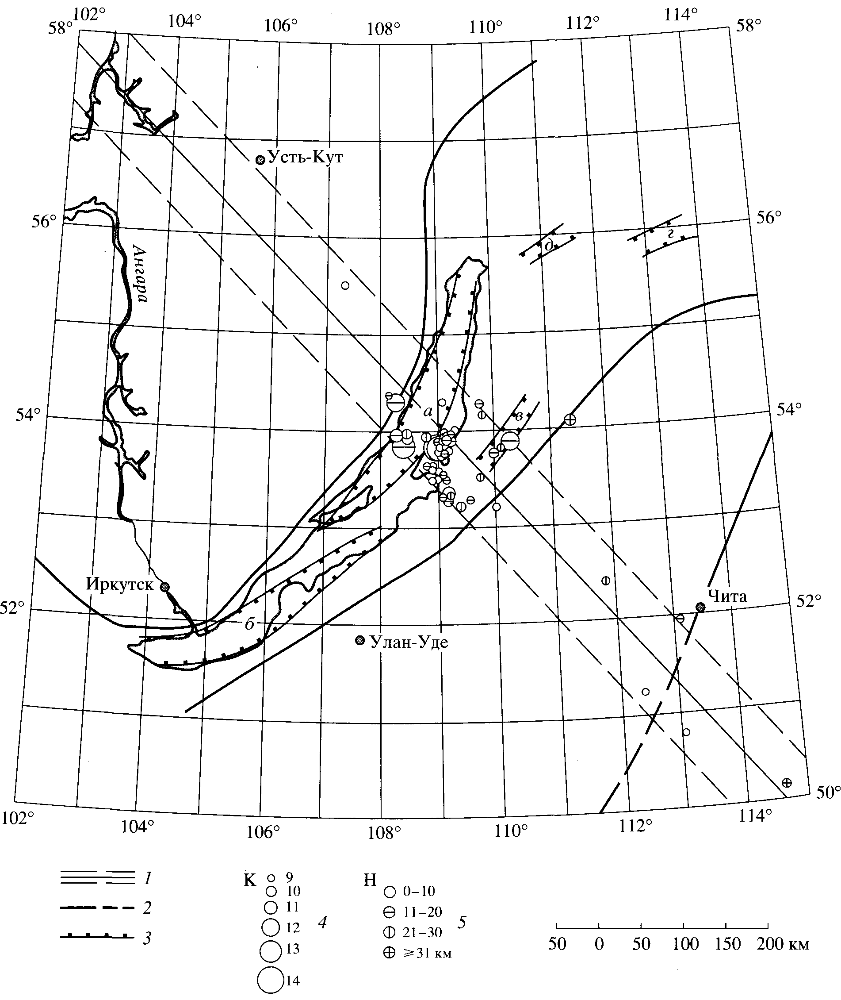 102° 104° 106° 108° 110° 112° 114°
58° 58°
Усть-Кут
56° 56°
Ангара
д г
54° 54°
а в
Иркутск
Чита
52° 52°
б
Улан-Уде
50°
102° 104° 106° 108° 110° 112° 114°
1
2
3
К
9
10
11
12
13
14
4
Н
0–10
11–20
21–30
≥31 км
5
50 0 50 100 150 200 км